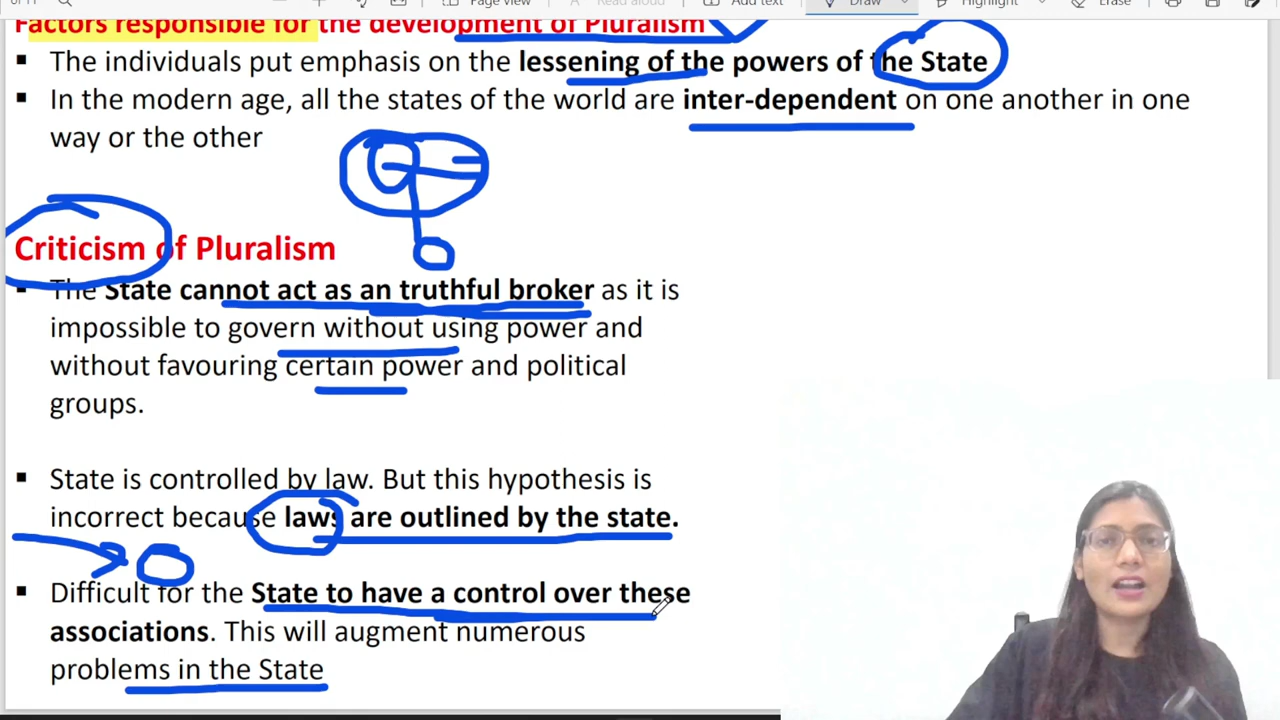 of 11
Page view
Read aloud
Add text
Draw
Highlight
Erase
Factors responsible for the development of Pluralism
▪ The individuals put emphasis on the lessening of the powers of the State
▪ In the modern age, all the states of the world are inter-dependent on one another in one
way or the other
Criticism of Pluralism
▪ The State cannot act as an truthful broker as it is
impossible to govern without using power and
without favouring certain power and political
groups.
▪ State is controlled by law. But this hypothesis is
incorrect because laws are outlined by the state.
▪ Difficult for the State to have a control over these
associations. This will augment numerous
problems in the State